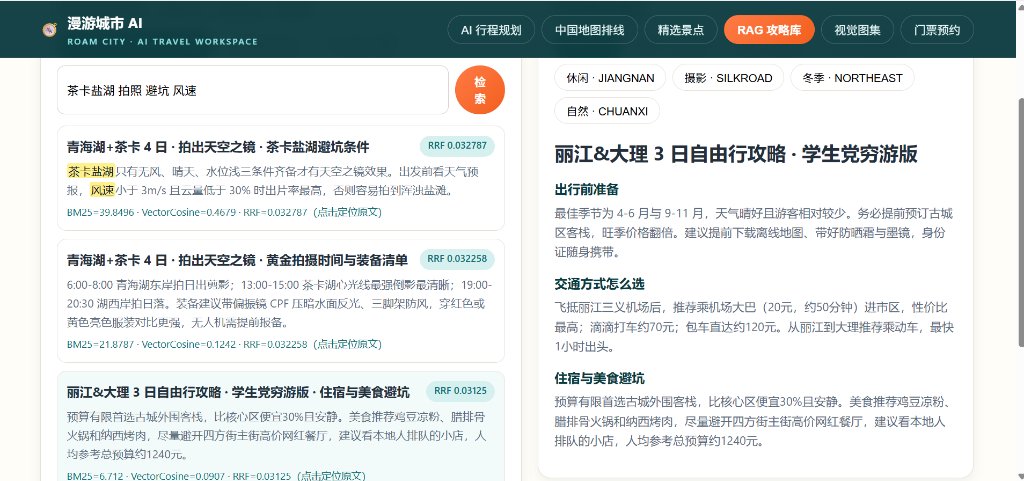 漫游城市 AI
ROAM CITY · AI TRAVEL WORKSPACE
AI 行程规划
中国地图排线
精选景点
RAG 攻略库
视觉图集
门票预约
茶卡盐湖 拍照 避坑 风速
检
索
青海湖+茶卡 4 日 · 拍出天空之镜 · 茶卡盐湖避坑条件
RRF 0.032787
茶卡盐湖只有无风、晴天、水位浅三条件齐备才有天空之镜效果。出发前看天气预
报，风速小于 3m/s 且云量低于 30% 时出片率最高，否则容易拍到浑浊盐滩。
BM25=39.8496 · VectorCosine=0.4679 · RRF=0.032787（点击定位原文）
青海湖+茶卡 4 日 · 拍出天空之镜 · 黄金拍摄时间与装备清单
RRF 0.032258
6:00-8:00 青海湖东岸拍日出剪影；13:00-15:00 茶卡湖心光线最强倒影最清晰；19:00-
20:30 湖西岸拍日落。装备建议带偏振镜 CPF 压暗水面反光、三脚架防风，穿红色或
黄色亮色服装对比更强，无人机需提前报备。
BM25=21.8787 · VectorCosine=0.1242 · RRF=0.032258（点击定位原文）
丽江&大理 3 日自由行攻略 · 学生党穷游版 · 住宿与美食避坑
RRF 0.03125
预算有限首选古城外围客栈，比核心区便宜30%且安静。美食推荐鸡豆凉粉、腊排骨
火锅和纳西烤肉，尽量避开四方街主街高价网红餐厅，建议看本地人排队的小店，人
均参考总预算约1240元。
BM25=6.712 · VectorCosine=0.0907 · RRF=0.03125（点击定位原文）
休闲 · JIANGNAN
摄影 · SILKROAD
冬季 · NORTHEAST
自然 · CHUANXI
丽江&大理 3 日自由行攻略 · 学生党穷游版
出行前准备
最佳季节为 4-6 月与 9-11 月，天气晴好且游客相对较少。务必提前预订古城
区客栈，旺季价格翻倍。建议提前下载离线地图、带好防晒霜与墨镜，身份
证随身携带。
交通方式怎么选
飞抵丽江三义机场后，推荐乘机场大巴（20元，约50分钟）进市区，性价比
最高；滴滴打车约70元；包车直达约120元。从丽江到大理推荐乘动车，最快
1小时出头。
住宿与美食避坑
预算有限首选古城外围客栈，比核心区便宜30%且安静。美食推荐鸡豆凉粉、
腊排骨火锅和纳西烤肉，尽量避开四方街主街高价网红餐厅，建议看本地人
排队的小店，人均参考总预算约1240元。